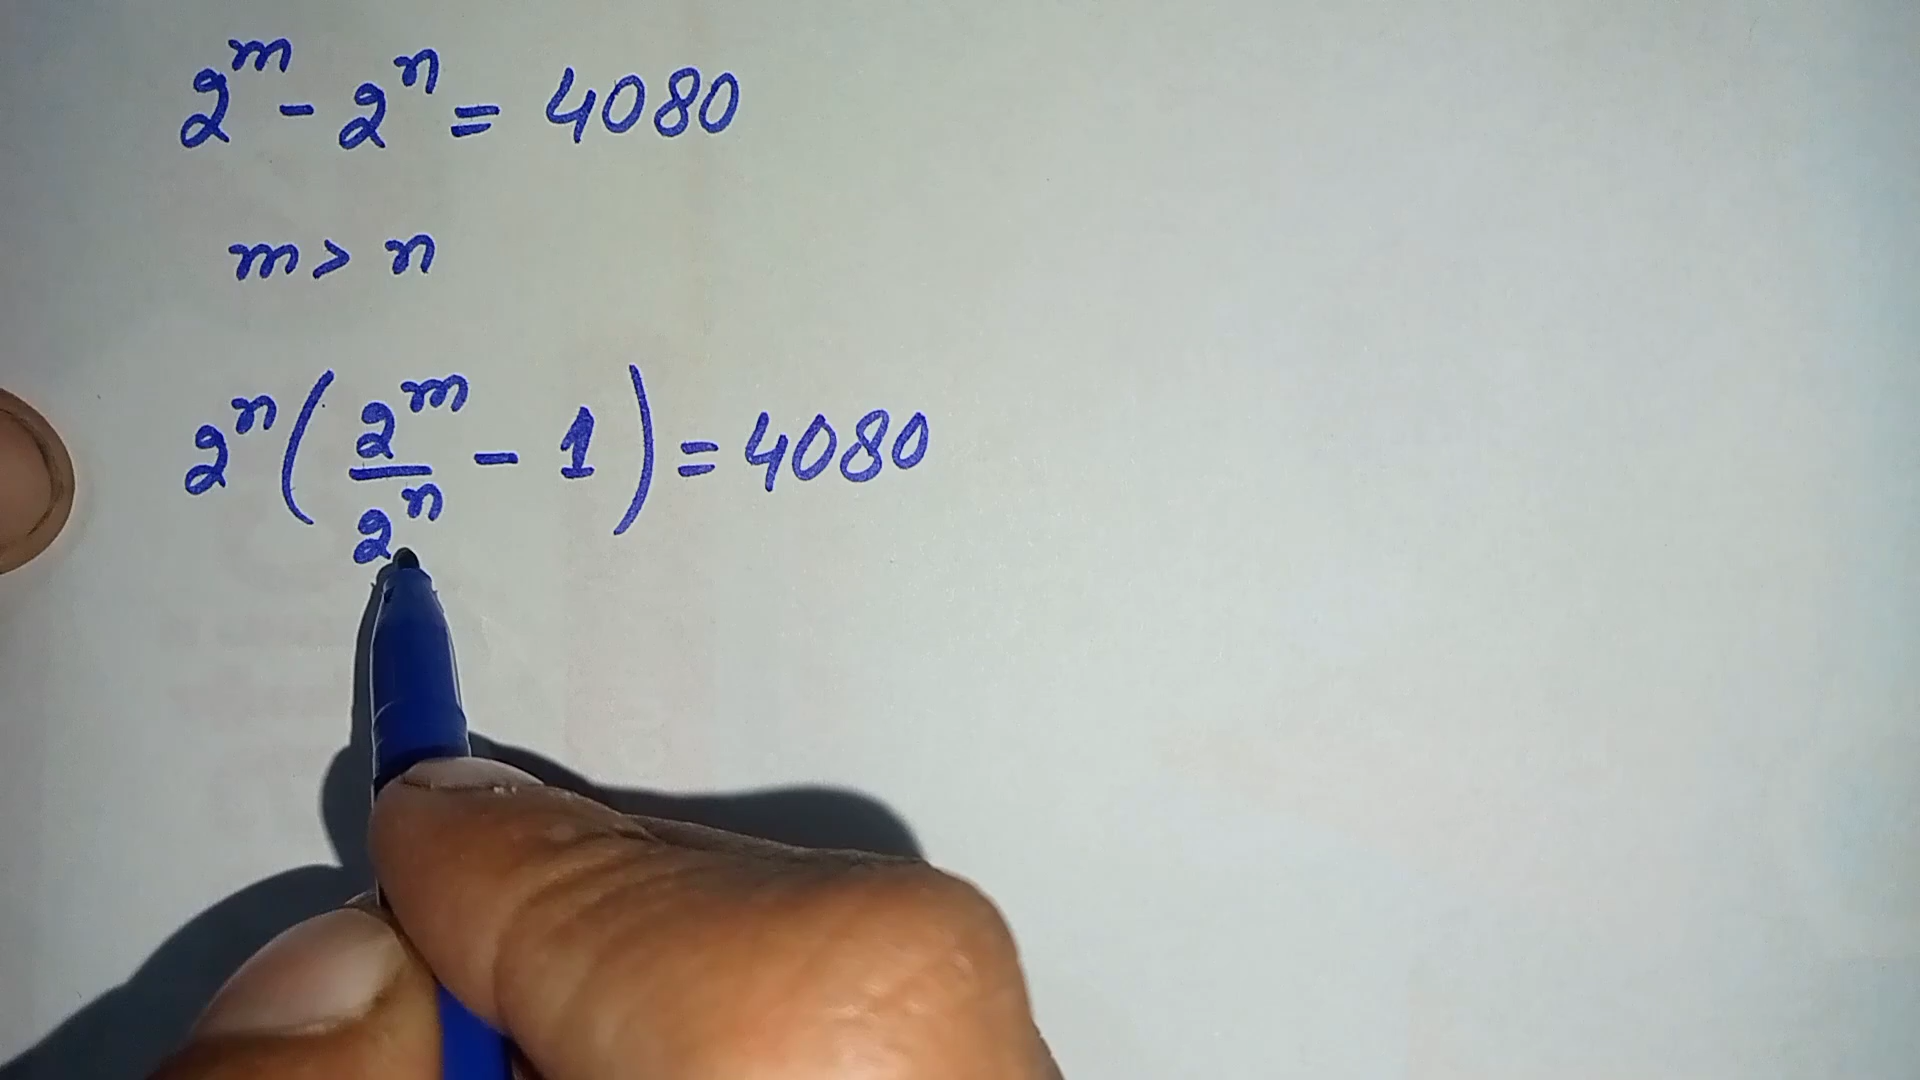 2^m - 2^n = 4080
m > n
2^n ( 2^m / 2^n - 1 ) = 4080